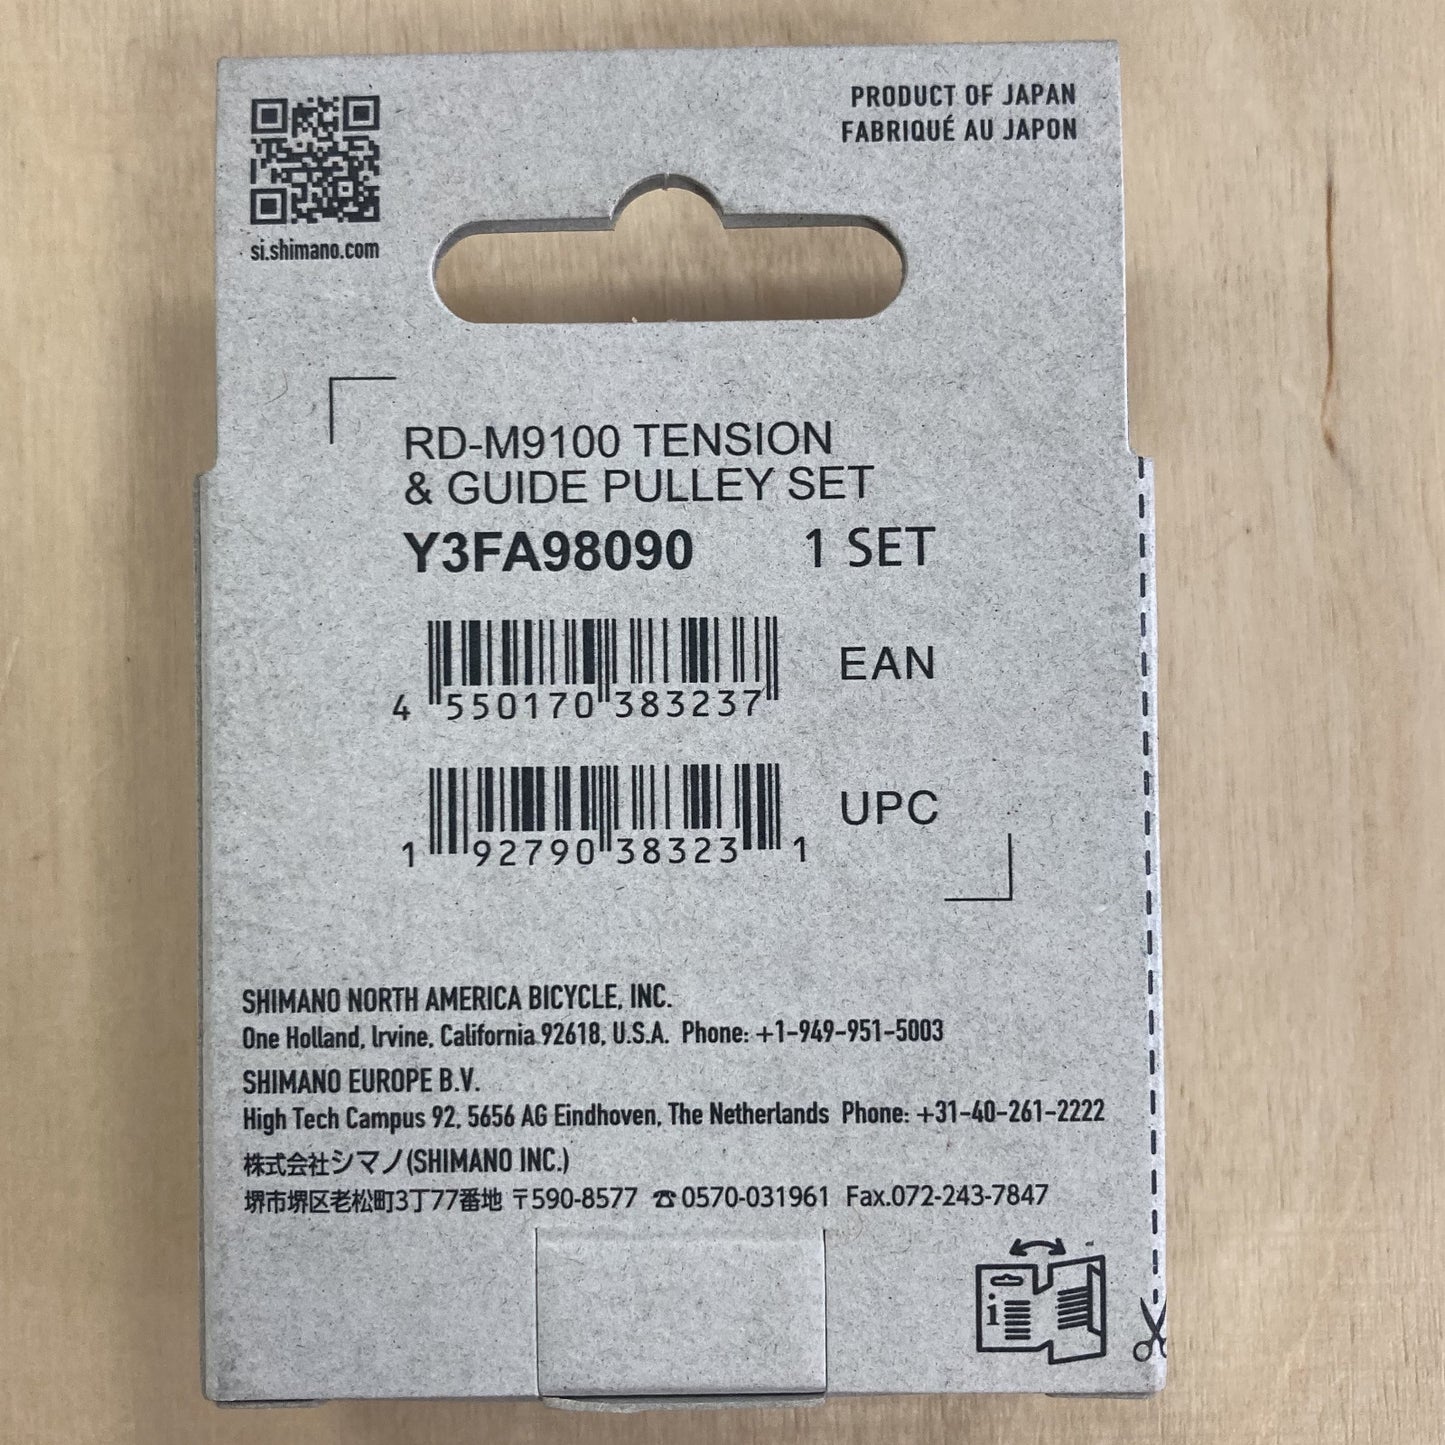 PRODUCT OF JAPAN
FABRIQUÉ AU JAPON
si.shimano.com
RD-M9100 TENSION
& GUIDE PULLEY SET
Y3FA98090 1 SET
4 550170 383237 EAN
1 92790 38323 1 UPC
SHIMANO NORTH AMERICA BICYCLE, INC.
One Holland, Irvine, California 92618, U.S.A. Phone: +1-949-951-5003
SHIMANO EUROPE B.V.
High Tech Campus 92, 5656 AG Eindhoven, The Netherlands Phone: +31-40-261-2222
株式会社シマノ(SHIMANO INC.)
堺市堺区老松町3丁77番地 〒590-8577 ☎0570-031961 Fax.072-243-7847
i